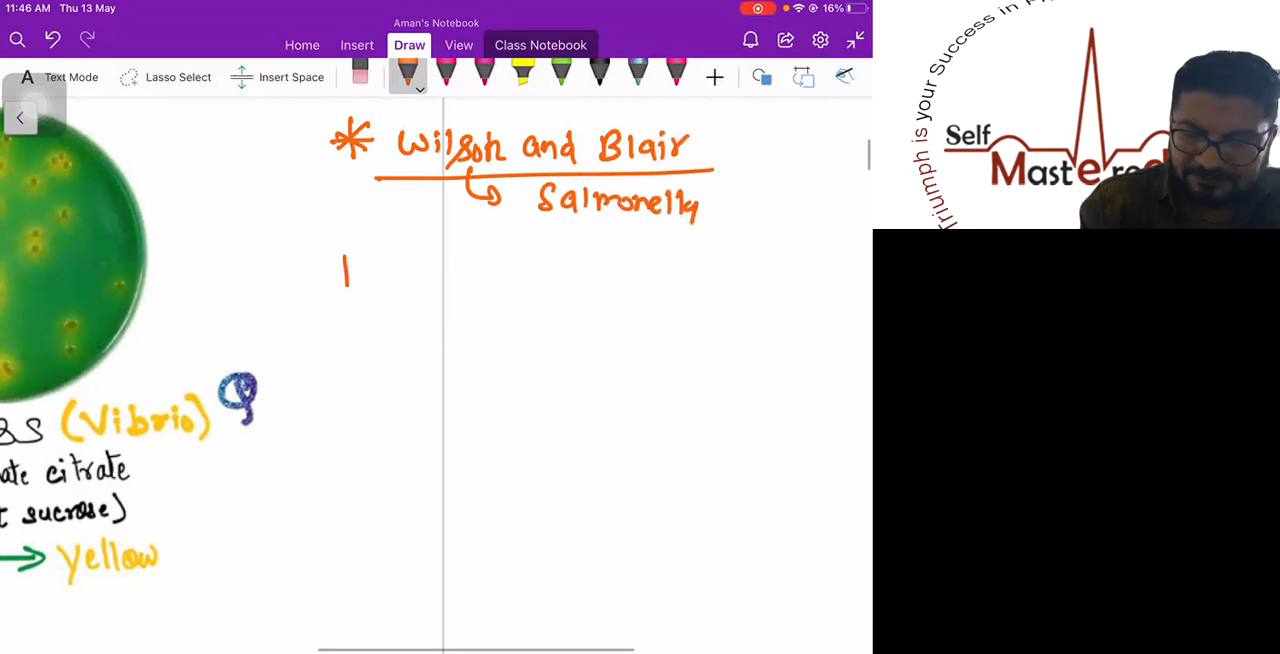 11:46 AM Thu 13 May
16%
Aman's Notebook
Home Insert Draw View Class Notebook
A Text Mode Lasso Select Insert Space
Triumph is your Success in
Self
Mastere
* Wilson and Blair
Salmonella
(Vibrio)
ate citrate
sucrose)
→ Yellow